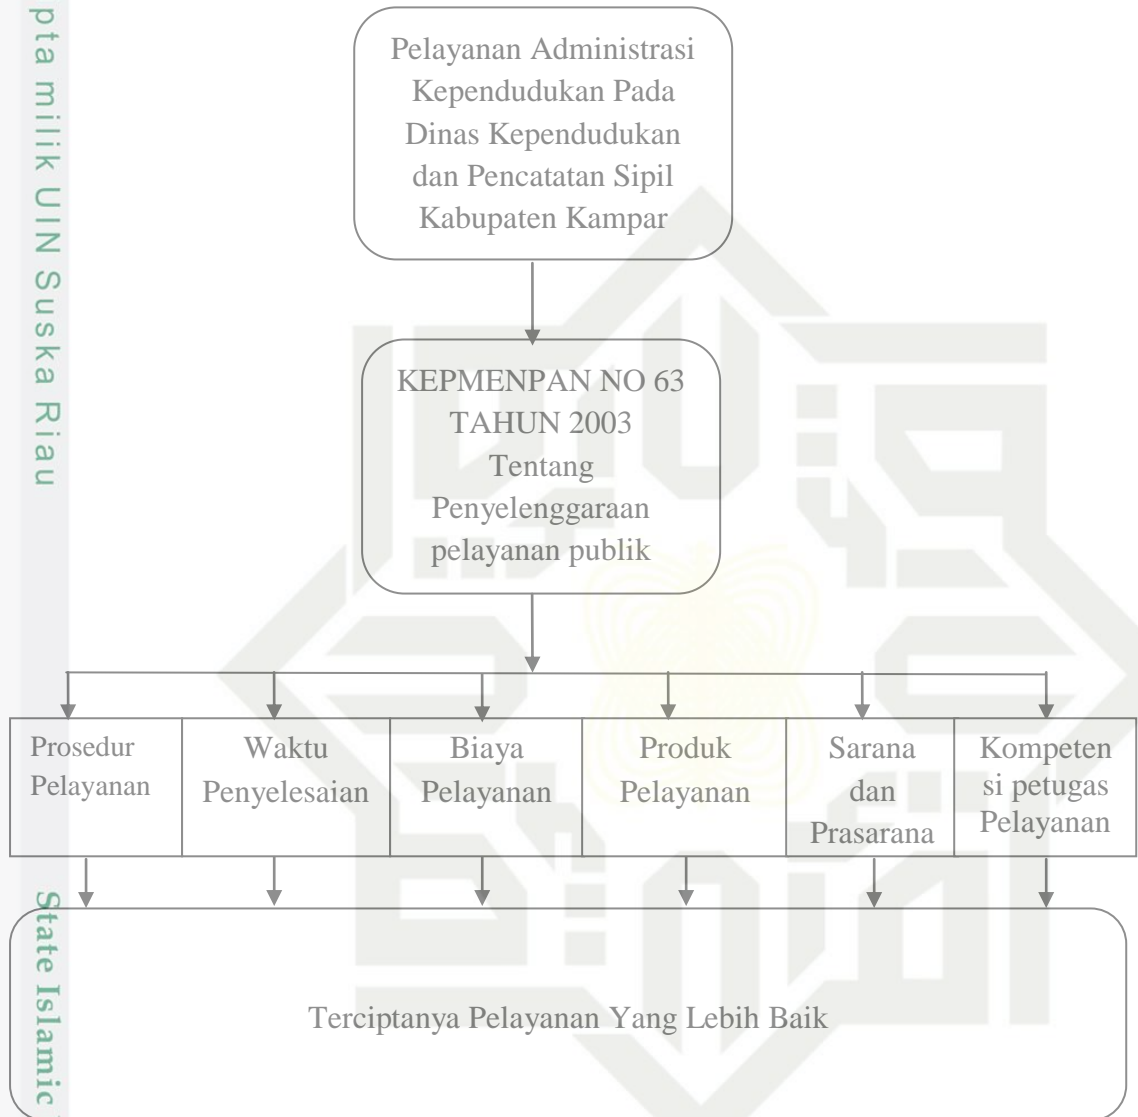 pta milik UIN Suska Riau
State Islamic
Pelayanan Administrasi
Kependudukan Pada
Dinas Kependudukan
dan Pencatatan Sipil
Kabupaten Kampar
KEPMENPAN NO 63
TAHUN 2003
Tentang
Penyelenggaraan
pelayanan publik
Prosedur
Pelayanan
Waktu
Penyelesaian
Biaya
Pelayanan
Produk
Pelayanan
Sarana
dan
Prasarana
Kompeten
si petugas
Pelayanan
Terciptanya Pelayanan Yang Lebih Baik